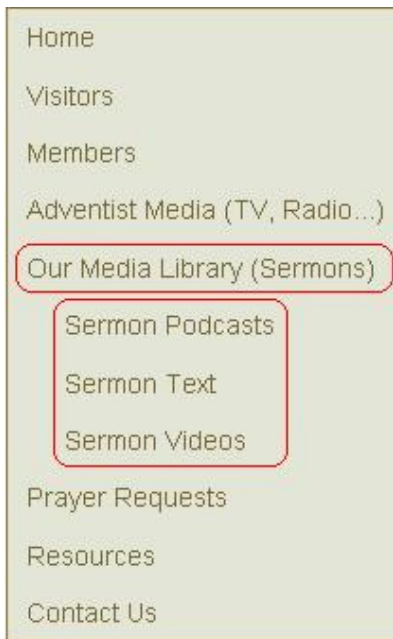 Home
Visitors
Members
Adventist Media (TV, Radio...)
Our Media Library (Sermons)
Sermon Podcasts
Sermon Text
Sermon Videos
Prayer Requests
Resources
Contact Us